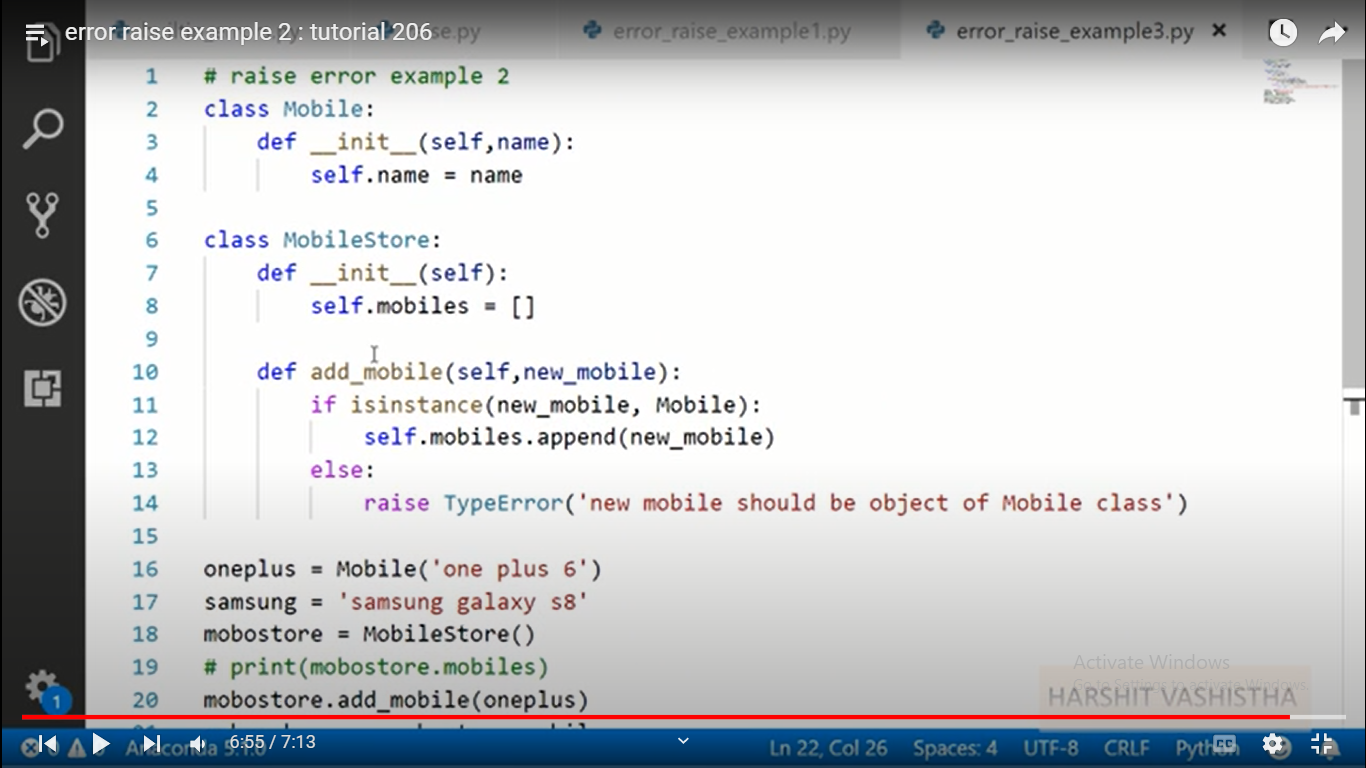 error raise example 2 : tutorial 206
error_raise_example1.py
error_raise_example3.py
1 # raise error example 2
2 class Mobile:
3 def __init__(self,name):
4 self.name = name
5
6 class MobileStore:
7 def __init__(self):
8 self.mobiles = []
9
10 def add_mobile(self,new_mobile):
11 if isinstance(new_mobile, Mobile):
12 self.mobiles.append(new_mobile)
13 else:
14 raise TypeError('new mobile should be object of Mobile class')
15
16 oneplus = Mobile('one plus 6')
17 samsung = 'samsung galaxy s8'
18 mobostore = MobileStore()
19 # print(mobostore.mobiles)
20 mobostore.add_mobile(oneplus)
1
Activate Windows
Go to Settings to activate Windows.
HARSHIT VASHISTHA
6:55 / 7:13
Anaconda 5.1.0
Ln 22, Col 26 Spaces: 4 UTF-8 CRLF Python
CC